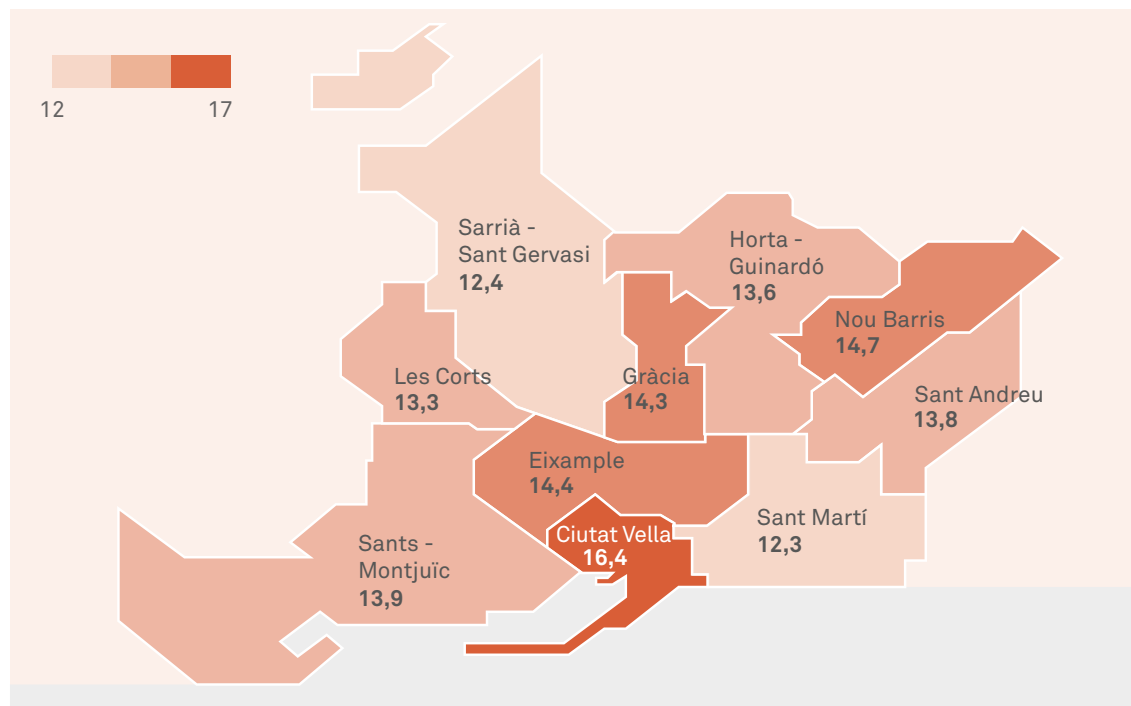 12
17
Sarrià -
Sant Gervasi
12,4
Horta -
Guinardó
13,6
Nou Barris
14,7
Les Corts
13,3
Gràcia
14,3
Sant Andreu
13,8
Eixample
14,4
Sant Martí
12,3
Ciutat Vella
16,4
Sants -
Montjuïc
13,9